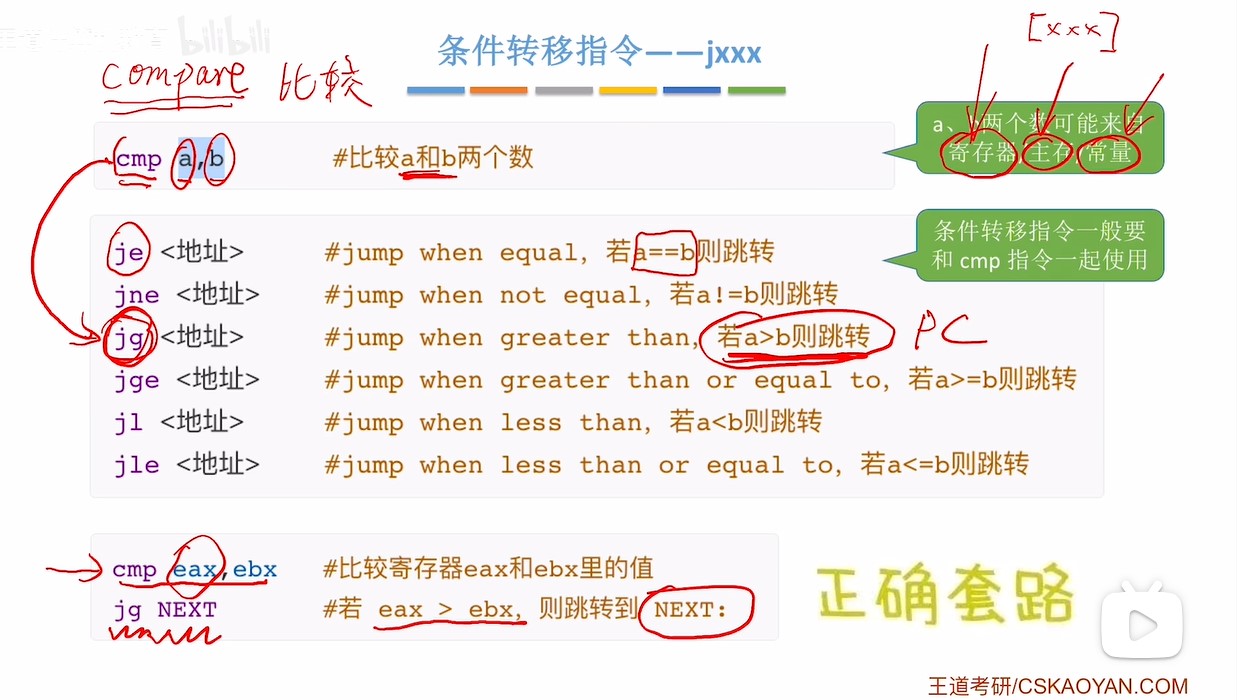 bilibili
条件转移指令——jxxx
[xxx]
compare 比较
cmp a,b #比较a和b两个数
a、b两个数可能来自
寄存器/主存/常量
je <地址> #jump when equal，若a==b则跳转
jne <地址> #jump when not equal，若a!=b则跳转
jg <地址> #jump when greater than，若a>b则跳转
PC
jge <地址> #jump when greater than or equal to，若a>=b则跳转
jl <地址> #jump when less than，若a<b则跳转
jle <地址> #jump when less than or equal to，若a<=b则跳转
条件转移指令一般要
和 cmp 指令一起使用
cmp eax,ebx #比较寄存器eax和ebx里的值
jg NEXT #若 eax > ebx，则跳转到 NEXT:
正确套路
王道考研/CSKAOYAN.COM